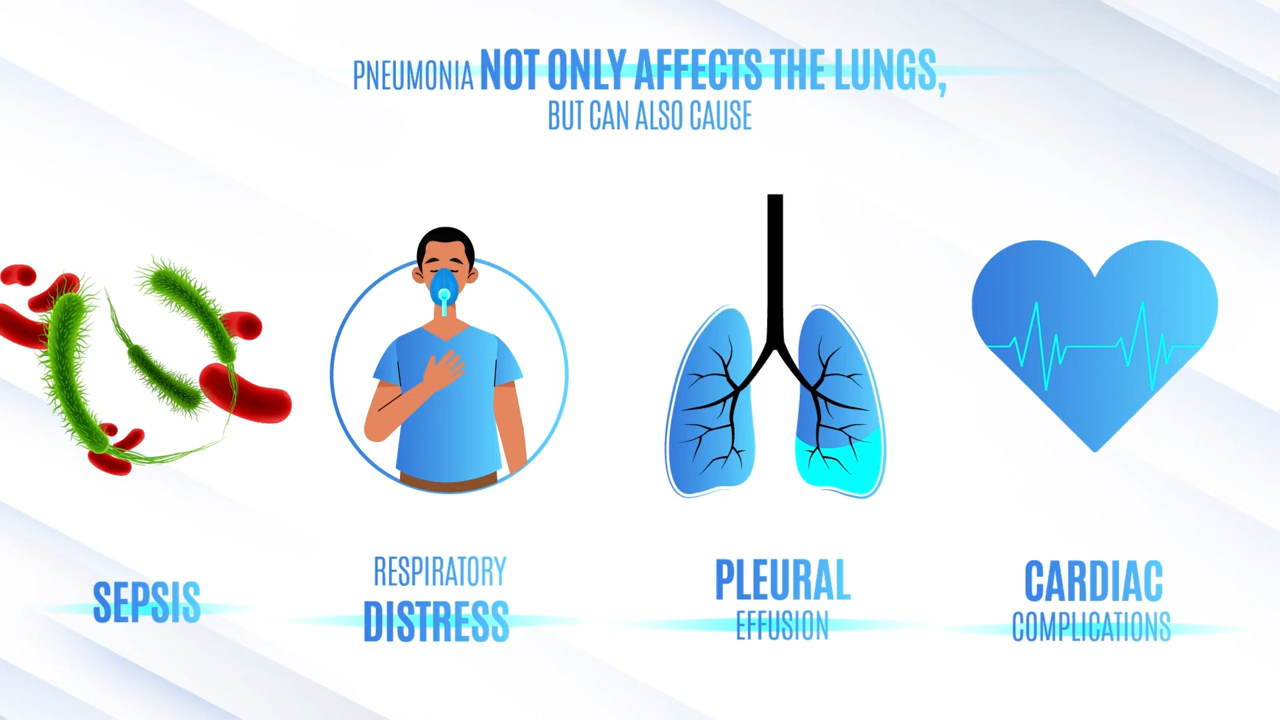 PNEUMONIA NOT ONLY AFFECTS THE LUNGS,
BUT CAN ALSO CAUSE
SEPSIS
RESPIRATORY
DISTRESS
PLEURAL
EFFUSION
CARDIAC
COMPLICATIONS